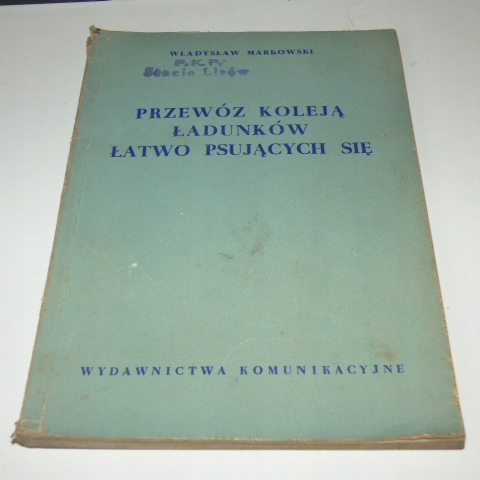 WŁADYSŁAW MARKOWSKI
P.K.P.
Stacja Lisów
PRZEWÓZ KOLEJĄ
ŁADUNKÓW
ŁATWO PSUJĄCYCH SIĘ
WYDAWNICTWA KOMUNIKACYJNE